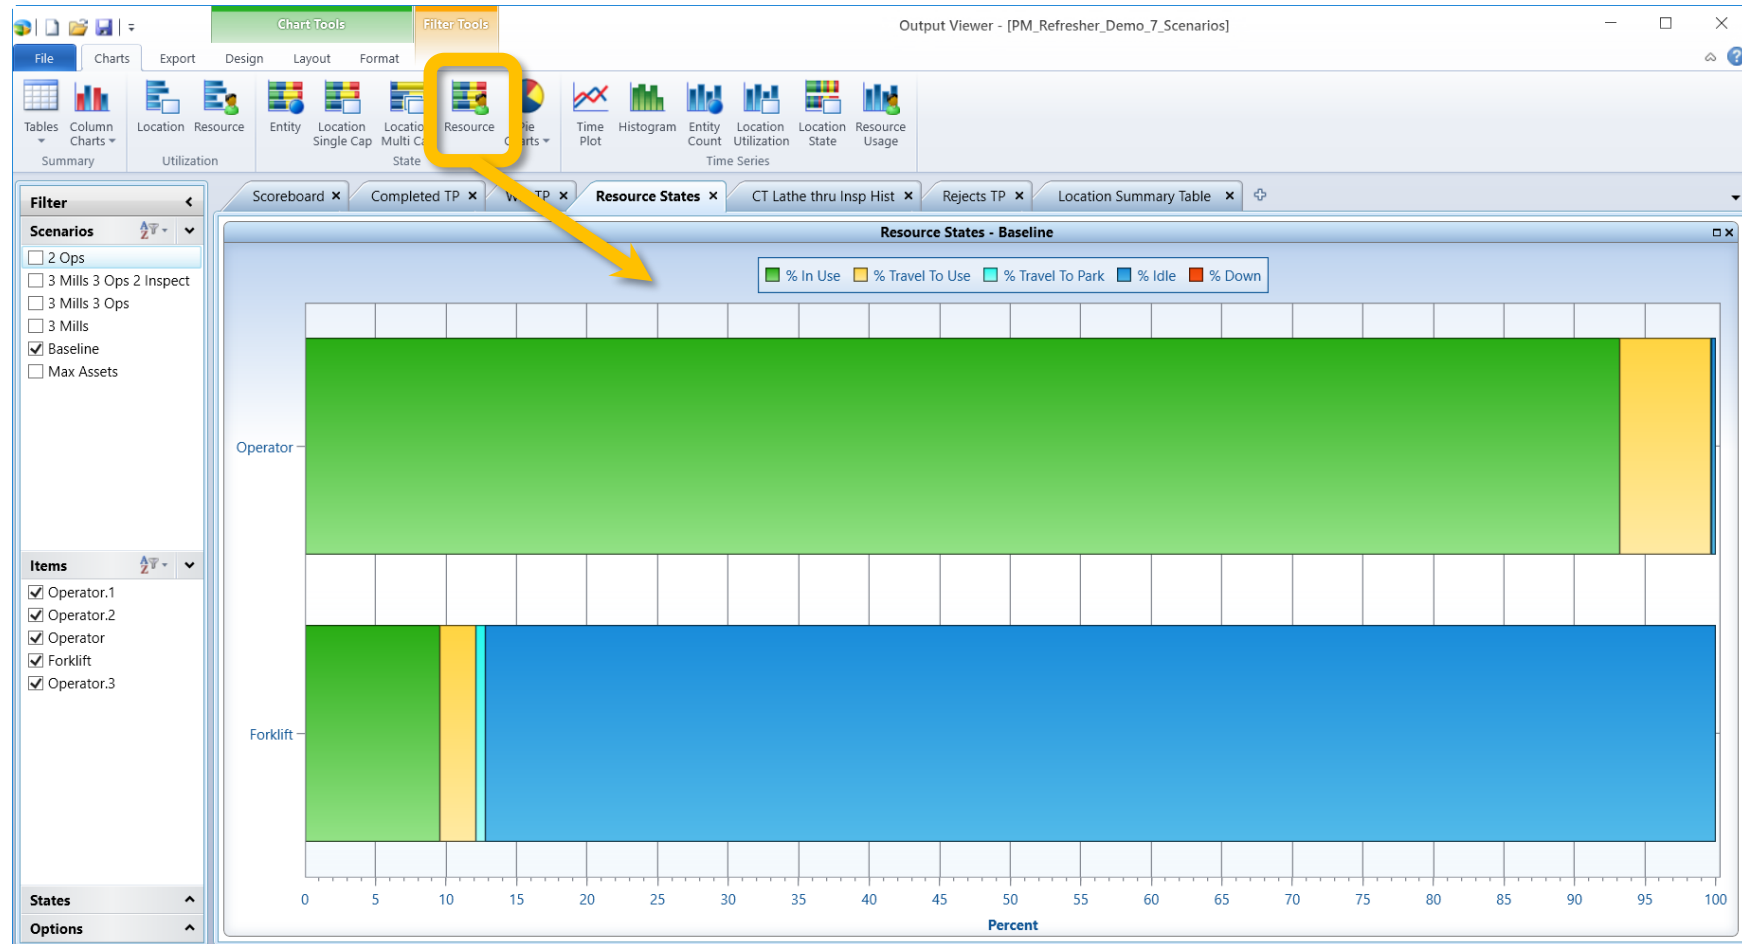 Chart Tools
Filter Tools
Output Viewer - [PM_Refresher_Demo_7_Scenarios]
File
Charts
Export
Design
Layout
Format
Tables
Column Charts
Location
Resource
Entity
Location Single Cap
Multi
Resource
Time Plot
Histogram
Entity Count
Location Utilization
Location State
Resource Usage
Summary
Utilization
State
Time Series
Scoreboard
Completed TP
TP
Resource States
CT Lathe thru Insp Hist
Rejects TP
Location Summary Table
Filter
Scenarios
2 Ops
3 Mills 3 Ops 2 Inspect
3 Mills 3 Ops
3 Mills
Baseline
Max Assets
Items
Operator.1
Operator.2
Operator
Forklift
Operator.3
States
Options
Resource States - Baseline
% In Use
% Travel To Use
% Travel To Park
% Idle
% Down
Operator
Forklift
0 5 10 15 20 25 30 35 40 45 50 55 60 65 70 75 80 85 90 95 100
Percent